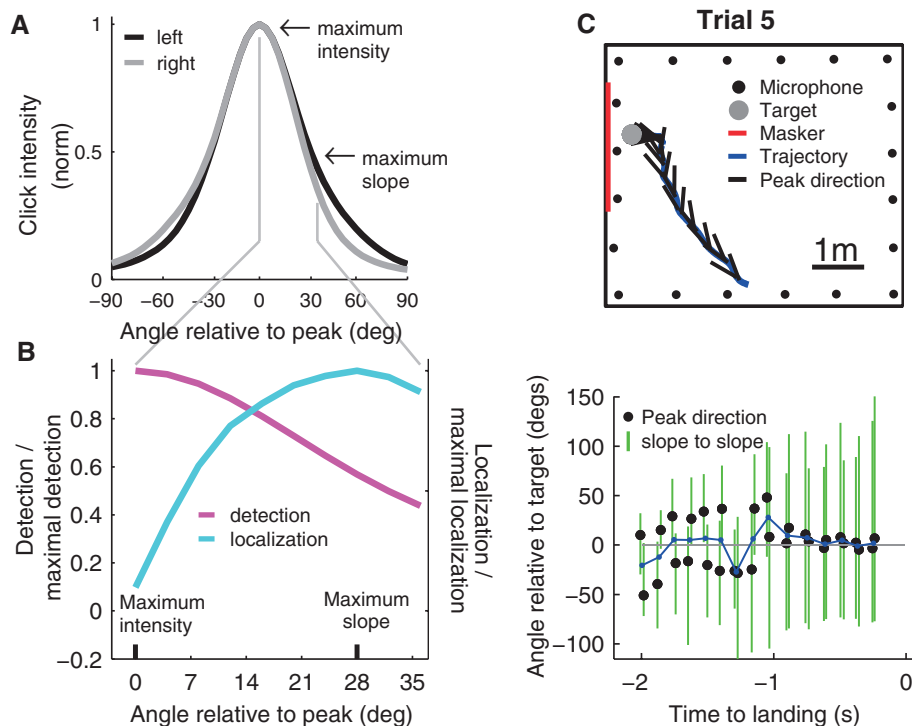 A
left
right
maximum
intensity
maximum
slope
Click intensity
(norm)
1
0.5
0
−90
−60
−30
0
30
60
90
Angle relative to peak (deg)
B
Detection /
maximal detection
1
0.8
0.6
0.4
0.2
0
−0.2
detection
localization
Maximum
intensity
Maximum
slope
Localization /
maximal localization
0
7
14
21
28
35
Angle relative to peak (deg)
C
Trial 5
Microphone
Target
Masker
Trajectory
Peak direction
1m
Angle relative to target (degs)
150
100
50
0
−50
−100
Peak direction
slope to slope
−2
−1
0
Time to landing (s)